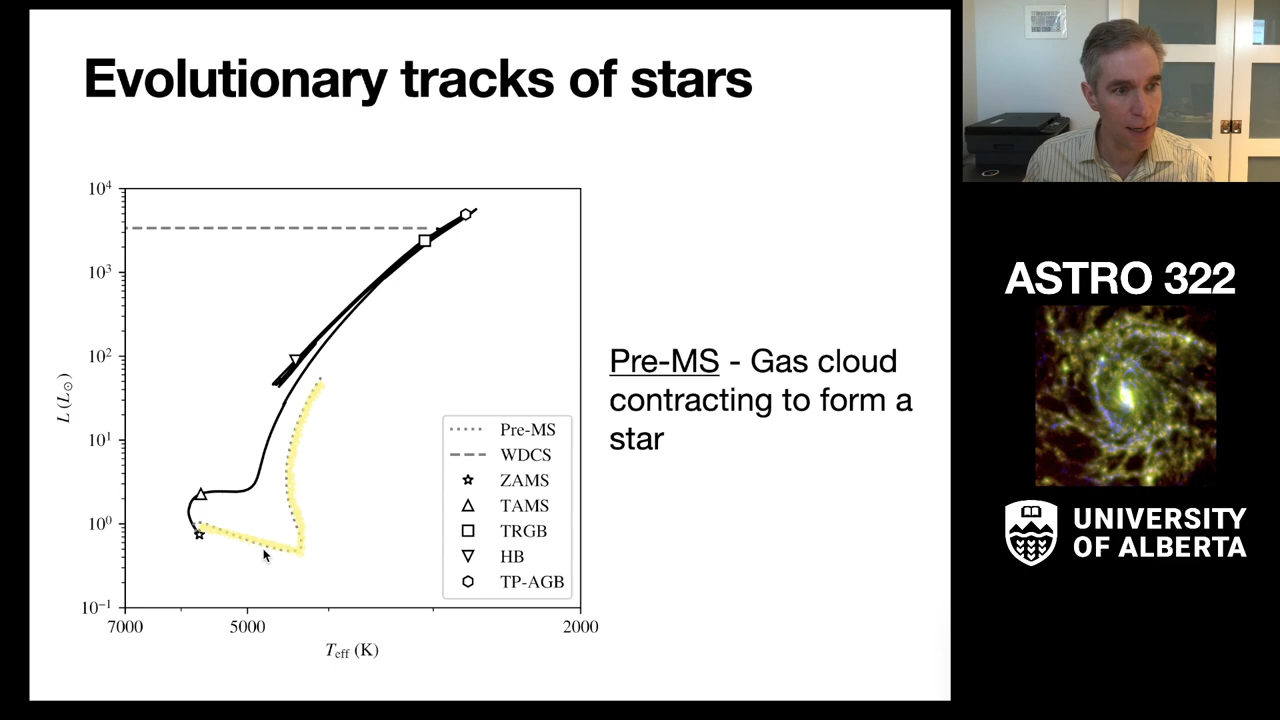 Evolutionary tracks of stars
10⁴
10³
10²
10¹
10⁰
10⁻¹
L (L☉)
7000
5000
2000
Teff (K)
Pre-MS
WDCS
ZAMS
TAMS
TRGB
HB
TP-AGB
Pre-MS - Gas cloud
contracting to form a
star
ASTRO 322
UNIVERSITY
OF ALBERTA